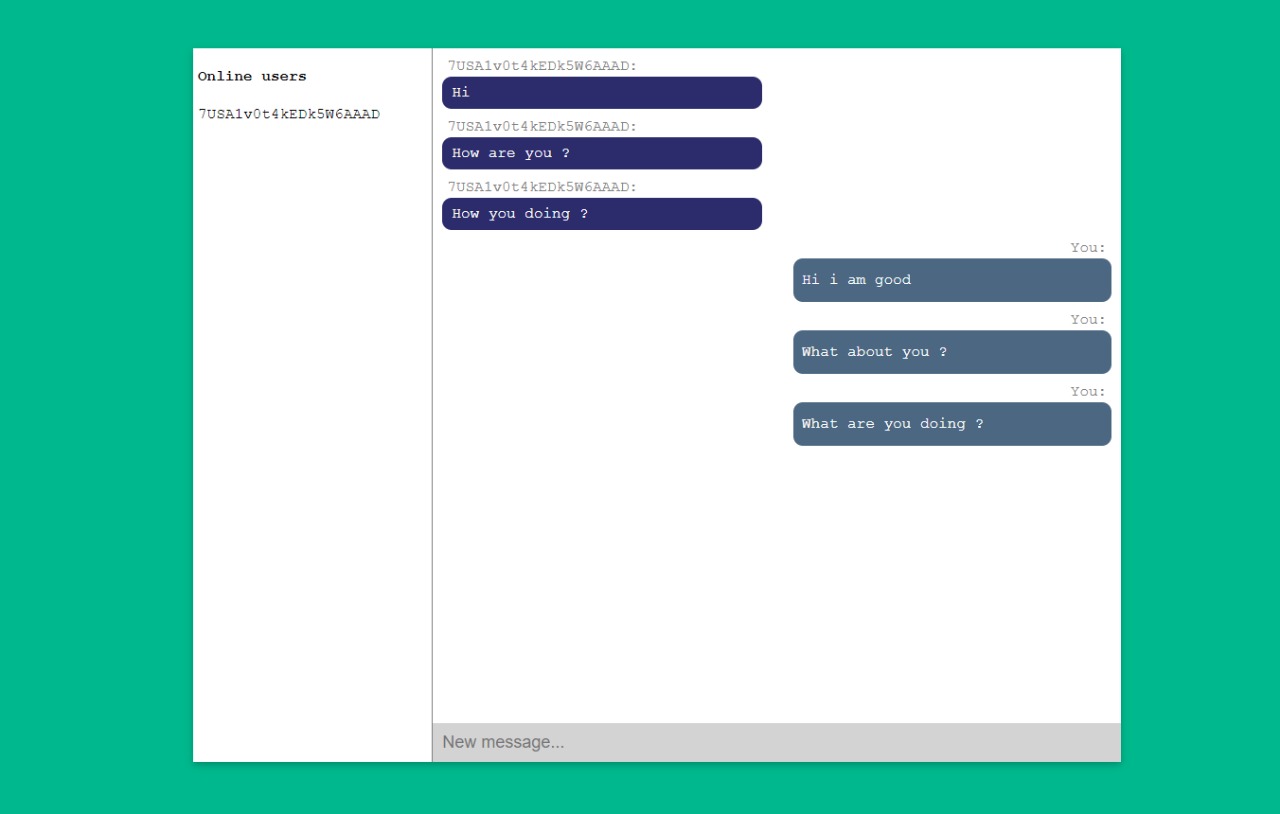 Online users
7USA1v0t4kEDk5W6AAAD
7USA1v0t4kEDk5W6AAAD:
Hi
7USA1v0t4kEDk5W6AAAD:
How are you ?
7USA1v0t4kEDk5W6AAAD:
How you doing ?
You:
Hi i am good
You:
What about you ?
You:
What are you doing ?
New message...